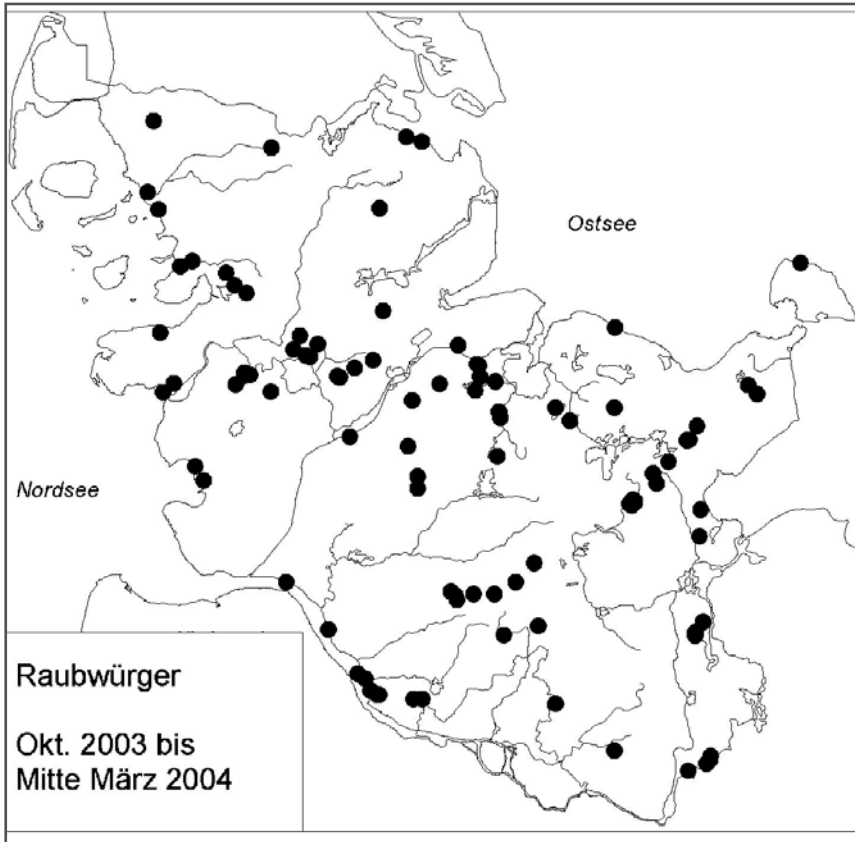 Ostsee
Nordsee
Raubwürger
Okt. 2003 bis
Mitte März 2004